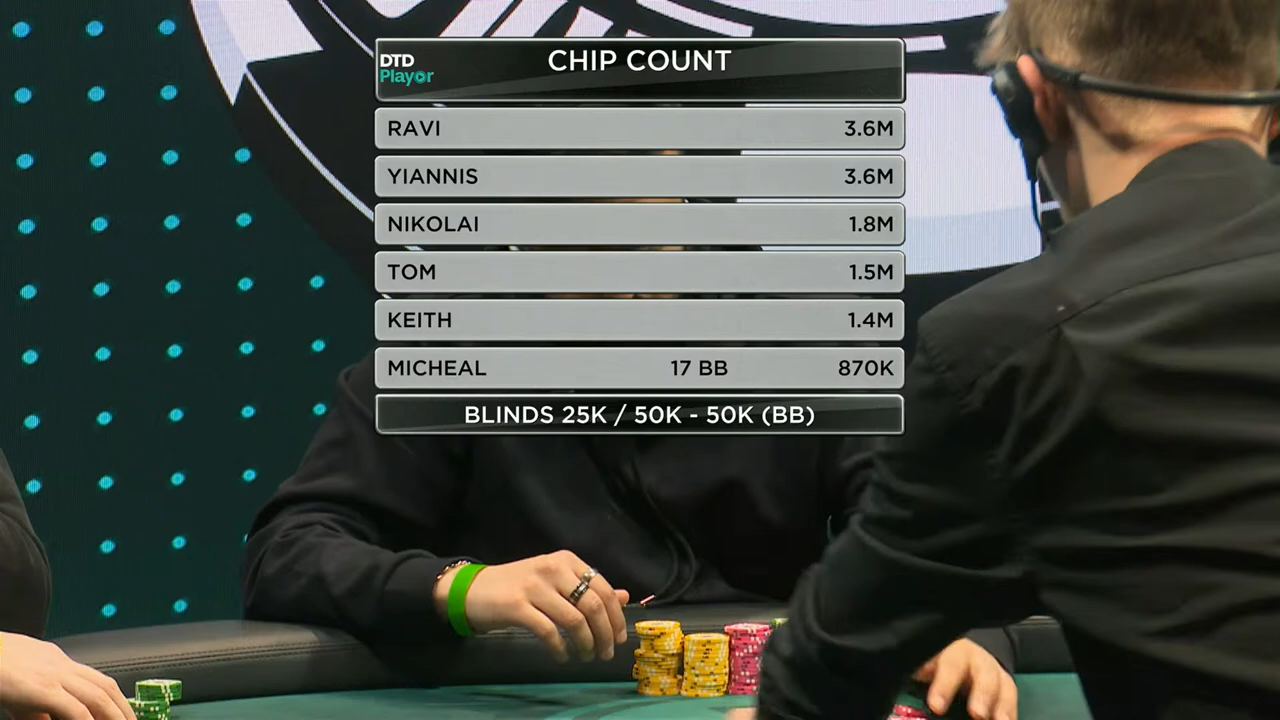 DTD
Player
CHIP COUNT
RAVI 3.6M
YIANNIS 3.6M
NIKOLAI 1.8M
TOM 1.5M
KEITH 1.4M
MICHEAL 17 BB 870K
BLINDS 25K / 50K - 50K (BB)